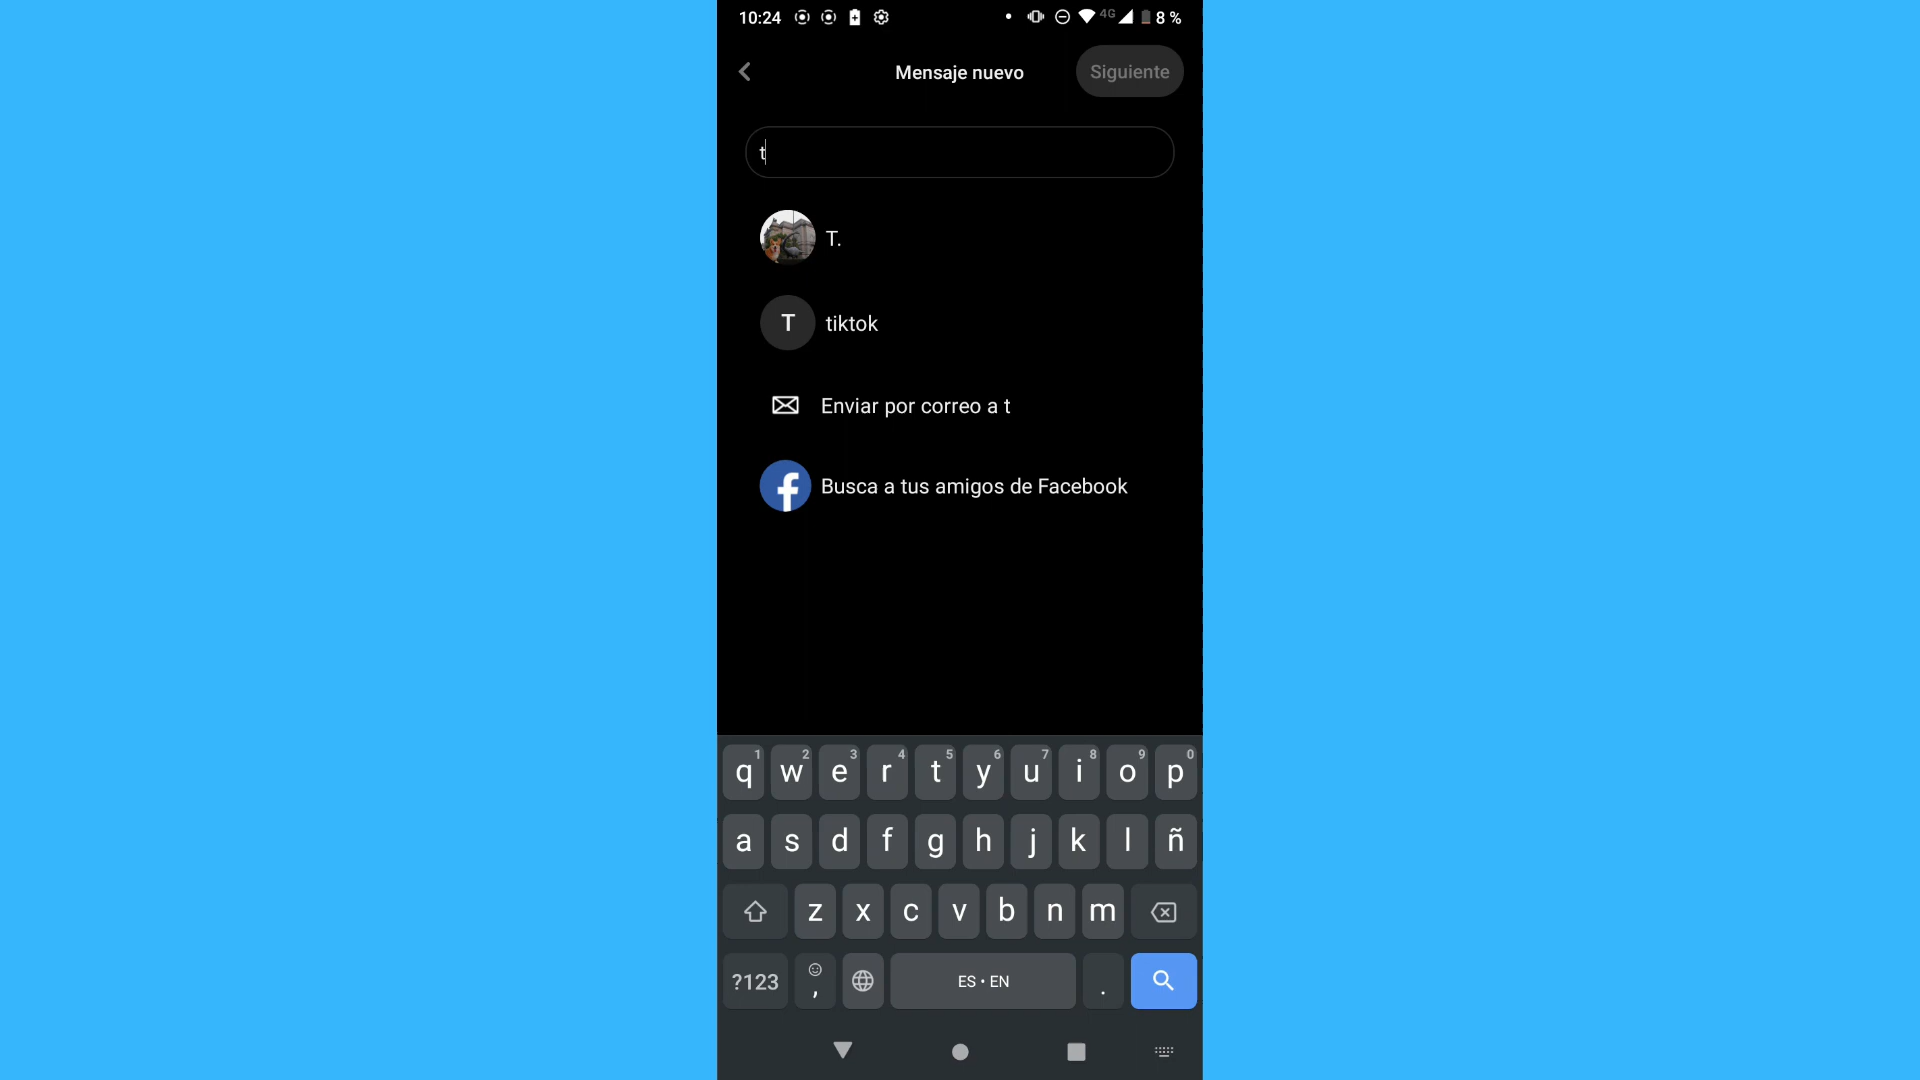 10:24 4G 8 %
Mensaje nuevo Siguiente
t
T.
T tiktok
Enviar por correo a t
f Busca a tus amigos de Facebook
1 2 3 4 5 6 7 8 9 0
q w e r t y u i o p
a s d f g h j k l ñ
z x c v b n m
?123 , ES • EN .